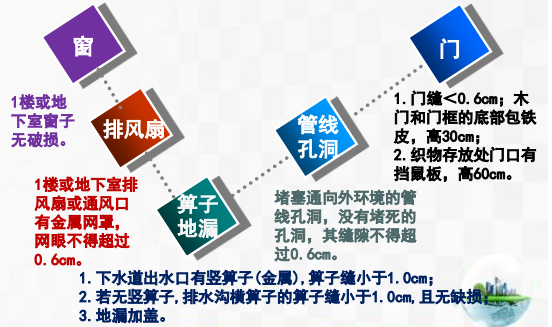 窗
1楼或地
下室窗子
无破损。
排风扇
1楼或地下室排
风扇或通风口
有金属网罩，
网眼不得超过
0.6cm。
算子
地漏
1.下水道出水口有竖算子(金属),算子缝小于1.0cm；
2.若无竖算子,排水沟横算子的算子缝小于1.0cm,且无缺损；
3.地漏加盖。
管线
孔洞
堵塞通向外环境的管
线孔洞，没有堵死的
孔洞，其缝隙不得超
过0.6cm。
门
1.门缝＜0.6cm；木
门和门框的底部包铁
皮，高30cm；
2.织物存放处门口有
挡鼠板，高60cm。